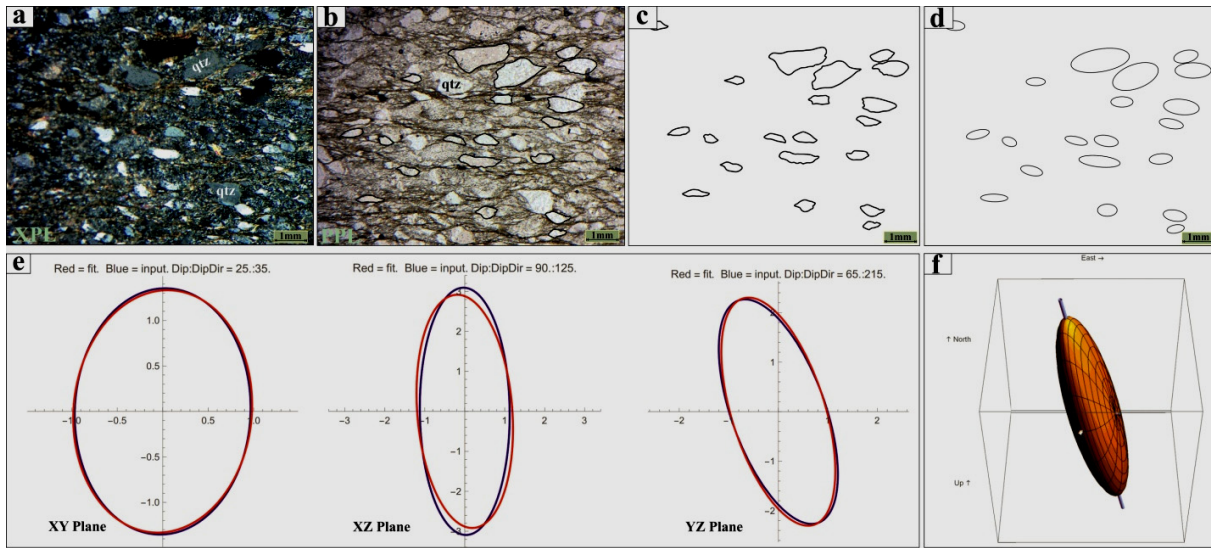 a
qtz
qtz
XPL
1mm
b
qtz
PPL
1mm
c
1mm
d
1mm
e
Red = fit. Blue = input. Dip:DipDir = 25.:35.
1.0
0.5
−1.0 −0.5 0.5 1.0
−0.5
−1.0
XY Plane
Red = fit. Blue = input. Dip:DipDir = 90.:125.
3
2
1
−3 −2 −1 1 2 3
−1
−2
−3
XZ Plane
Red = fit. Blue = input. Dip:DipDir = 65.:215.
2
1
−2 −1 1 2
−1
−2
YZ Plane
f
East →
↑ North
Up ↑